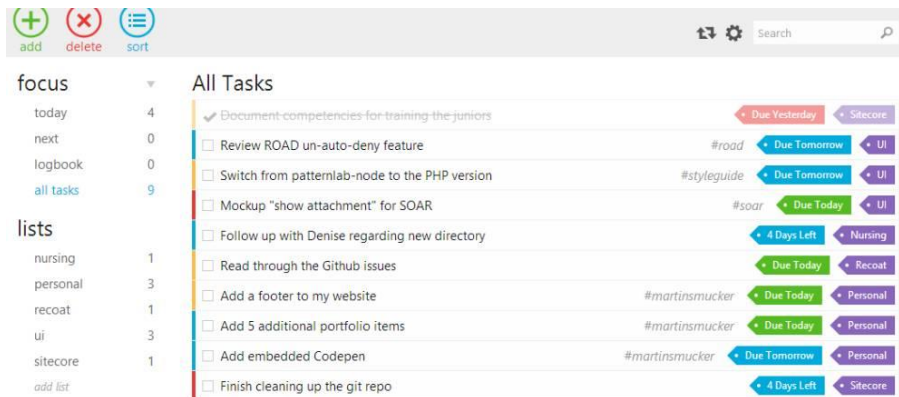 add delete sort Search
focus
today 4
next 0
logbook 0
all tasks 9
lists
nursing 1
personal 3
recoat 1
ui 3
sitecore 1
add list
All Tasks
Document competencies for training the juniors Due Yesterday Sitecore
Review ROAD un-auto-deny feature #road Due Tomorrow UI
Switch from patternlab-node to the PHP version #styleguide Due Tomorrow UI
Mockup "show attachment" for SOAR #soar Due Today UI
Follow up with Denise regarding new directory 4 Days Left Nursing
Read through the Github issues Due Today Recoat
Add a footer to my website #martinsmucker Due Today Personal
Add 5 additional portfolio items #martinsmucker Due Today Personal
Add embedded Codepen #martinsmucker Due Tomorrow Personal
Finish cleaning up the git repo 4 Days Left Sitecore